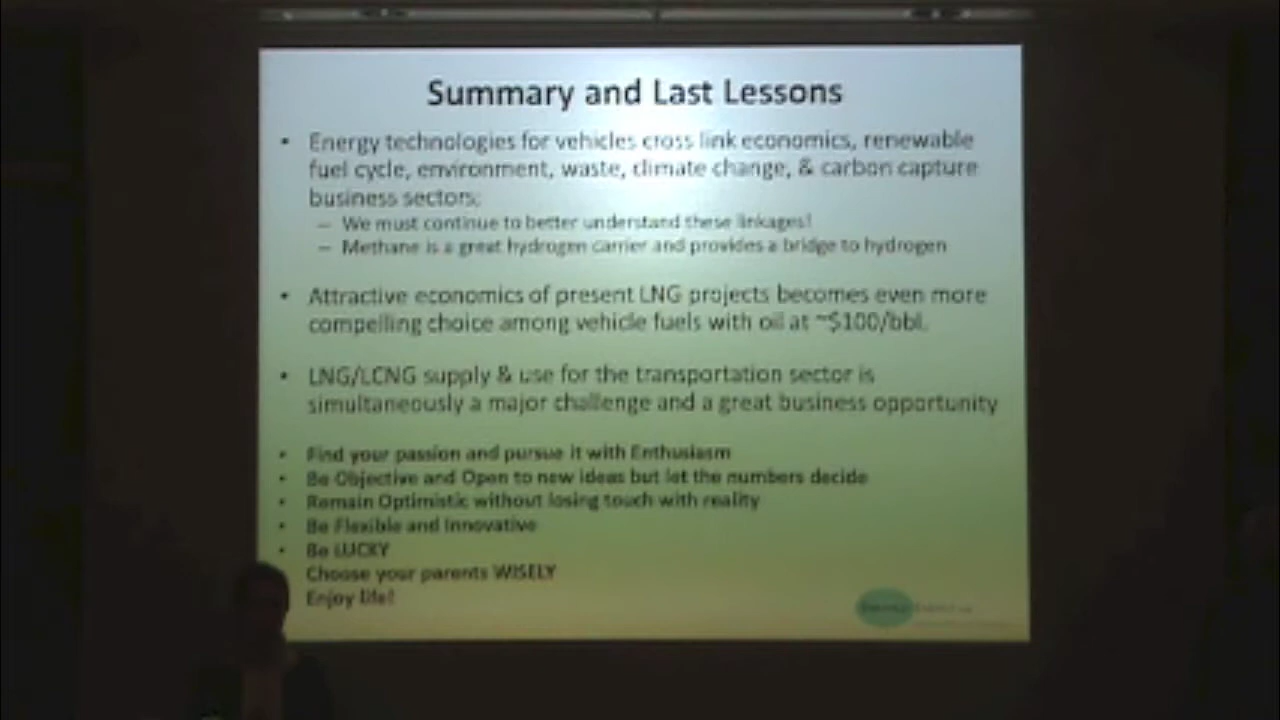 Summary and Last Lessons
• Energy technologies for vehicles cross link economics, renewable
fuel cycle, environment, waste, climate change, & carbon capture
business sectors;
– We must continue to better understand these linkages!
– Methane is a great hydrogen carrier and provides a bridge to hydrogen
• Attractive economics of present LNG projects becomes even more
compelling choice among vehicle fuels with oil at ~$100/bbl.
• LNG/LCNG supply & use for the transportation sector is
simultaneously a major challenge and a great business opportunity
• Find your passion and pursue it with Enthusiasm
• Be Objective and Open to new ideas but let the numbers decide
• Remain Optimistic without losing touch with reality
• Be Flexible and Innovative
• Be LUCKY
Choose your parents WISELY
Enjoy life!